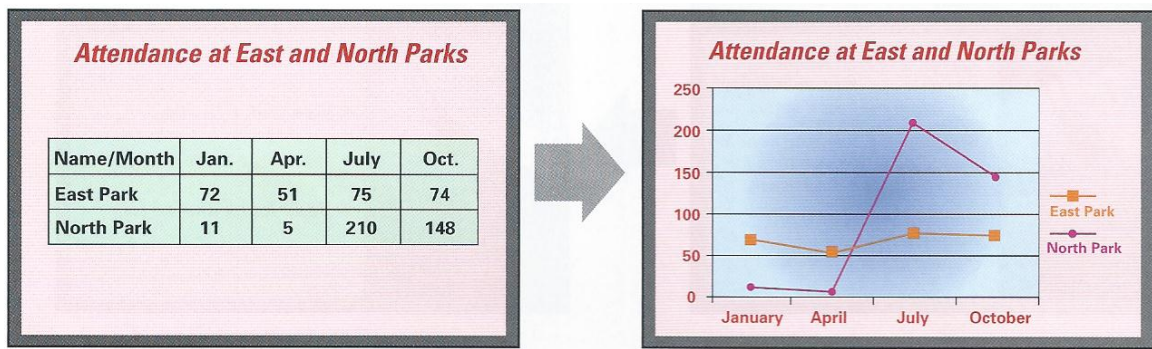 Attendance at East and North Parks
Name/Month Jan. Apr. July Oct.
East Park 72 51 75 74
North Park 11 5 210 148
Attendance at East and North Parks
250
200
150
100
50
0
January April July October
East Park
North Park